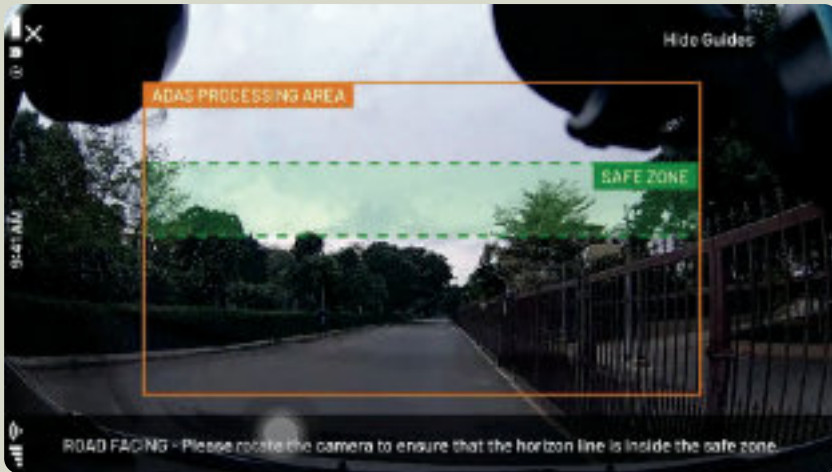 Hide Guides
ADAS PROCESSING AREA
SAFE ZONE
9:41 AM
ROAD FACING - Please rotate the camera to ensure that the horizon line is inside the safe zone.